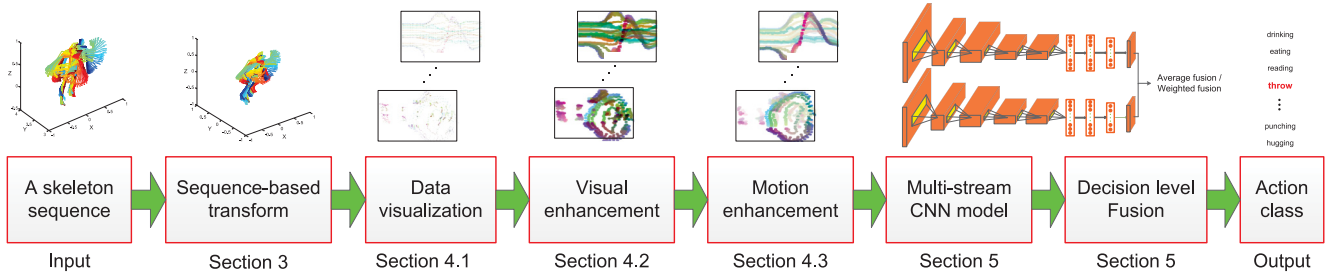 drinking
eating
reading
throw
punching
hugging
Average fusion /
Weighted fusion
Z
Y
X
Z
Y
X
A skeleton
sequence
Sequence-based
transform
Data
visualization
Visual
enhancement
Motion
enhancement
Multi-stream
CNN model
Decision level
Fusion
Action
class
Input
Section 3
Section 4.1
Section 4.2
Section 4.3
Section 5
Section 5
Output